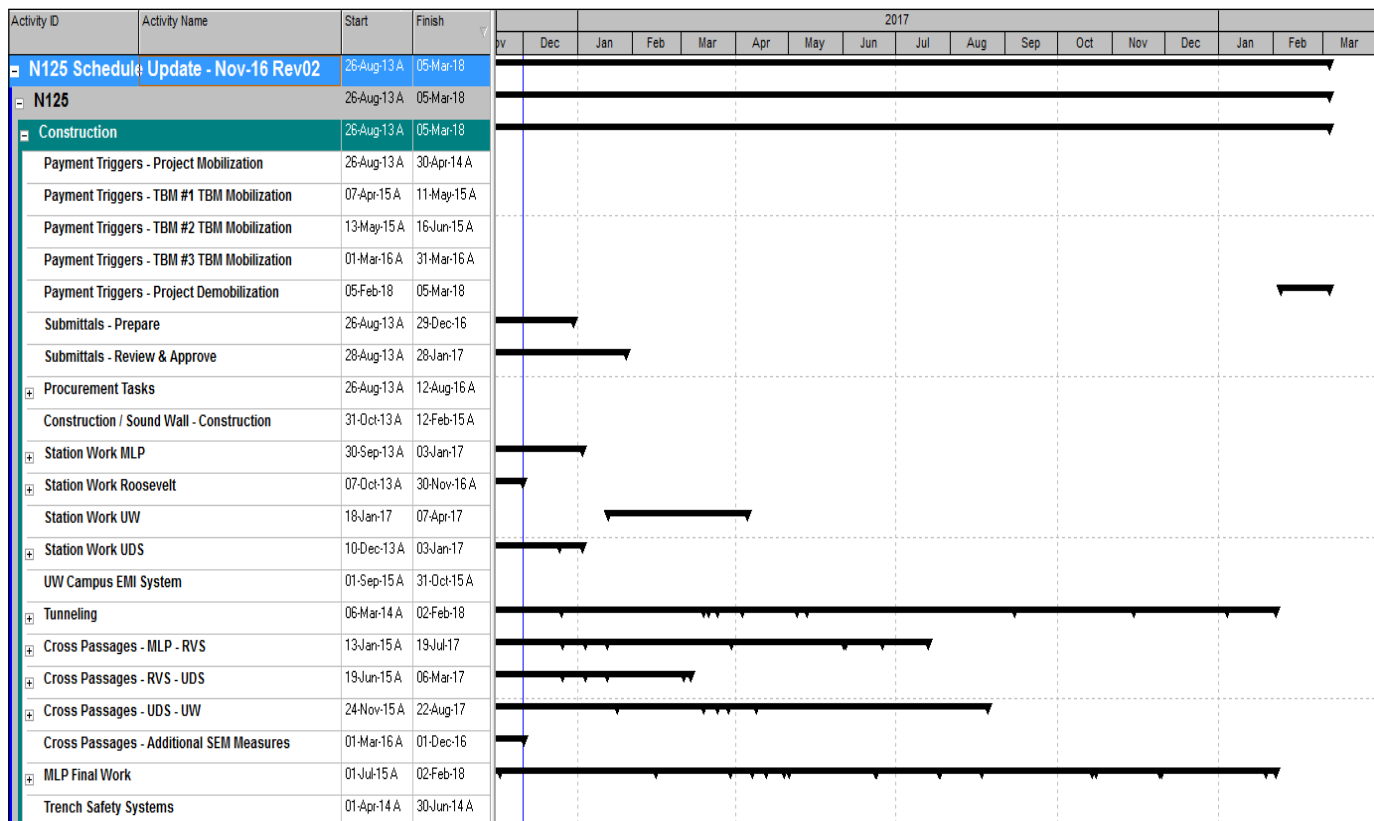 Activity ID Activity Name Start Finish 2017
ov Dec Jan Feb Mar Apr May Jun Jul Aug Sep Oct Nov Dec Jan Feb Mar
N125 Schedule Update - Nov-16 Rev02 26-Aug-13 A 05-Mar-18
N125 26-Aug-13 A 05-Mar-18
Construction 26-Aug-13 A 05-Mar-18
Payment Triggers - Project Mobilization 26-Aug-13 A 30-Apr-14 A
Payment Triggers - TBM #1 TBM Mobilization 07-Apr-15 A 11-May-15 A
Payment Triggers - TBM #2 TBM Mobilization 13-May-15 A 16-Jun-15 A
Payment Triggers - TBM #3 TBM Mobilization 01-Mar-16 A 31-Mar-16 A
Payment Triggers - Project Demobilization 05-Feb-18 05-Mar-18
Submittals - Prepare 26-Aug-13 A 29-Dec-16
Submittals - Review & Approve 28-Aug-13 A 28-Jan-17
Procurement Tasks 26-Aug-13 A 12-Aug-16 A
Construction / Sound Wall - Construction 31-Oct-13 A 12-Feb-15 A
Station Work MLP 30-Sep-13 A 03-Jan-17
Station Work Roosevelt 07-Oct-13 A 30-Nov-16 A
Station Work UW 18-Jan-17 07-Apr-17
Station Work UDS 10-Dec-13 A 03-Jan-17
UW Campus EMI System 01-Sep-15 A 31-Oct-15 A
Tunneling 06-Mar-14 A 02-Feb-18
Cross Passages - MLP - RVS 13-Jan-15 A 19-Jul-17
Cross Passages - RVS - UDS 19-Jun-15 A 06-Mar-17
Cross Passages - UDS - UW 24-Nov-15 A 22-Aug-17
Cross Passages - Additional SEM Measures 01-Mar-16 A 01-Dec-16
MLP Final Work 01-Jul-15 A 02-Feb-18
Trench Safety Systems 01-Apr-14 A 30-Jun-14 A